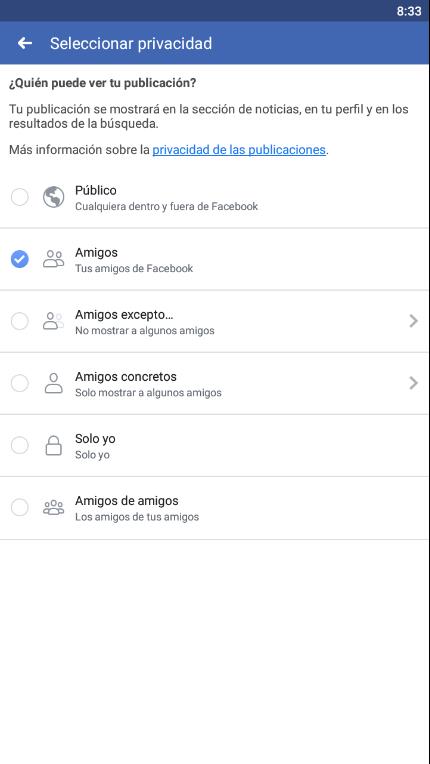 8:33
Seleccionar privacidad
¿Quién puede ver tu publicación?
Tu publicación se mostrará en la sección de noticias, en tu perfil y en los
resultados de la búsqueda.
Más información sobre la privacidad de las publicaciones.
Público
Cualquiera dentro y fuera de Facebook
Amigos
Tus amigos de Facebook
Amigos excepto...
No mostrar a algunos amigos
Amigos concretos
Solo mostrar a algunos amigos
Solo yo
Solo yo
Amigos de amigos
Los amigos de tus amigos